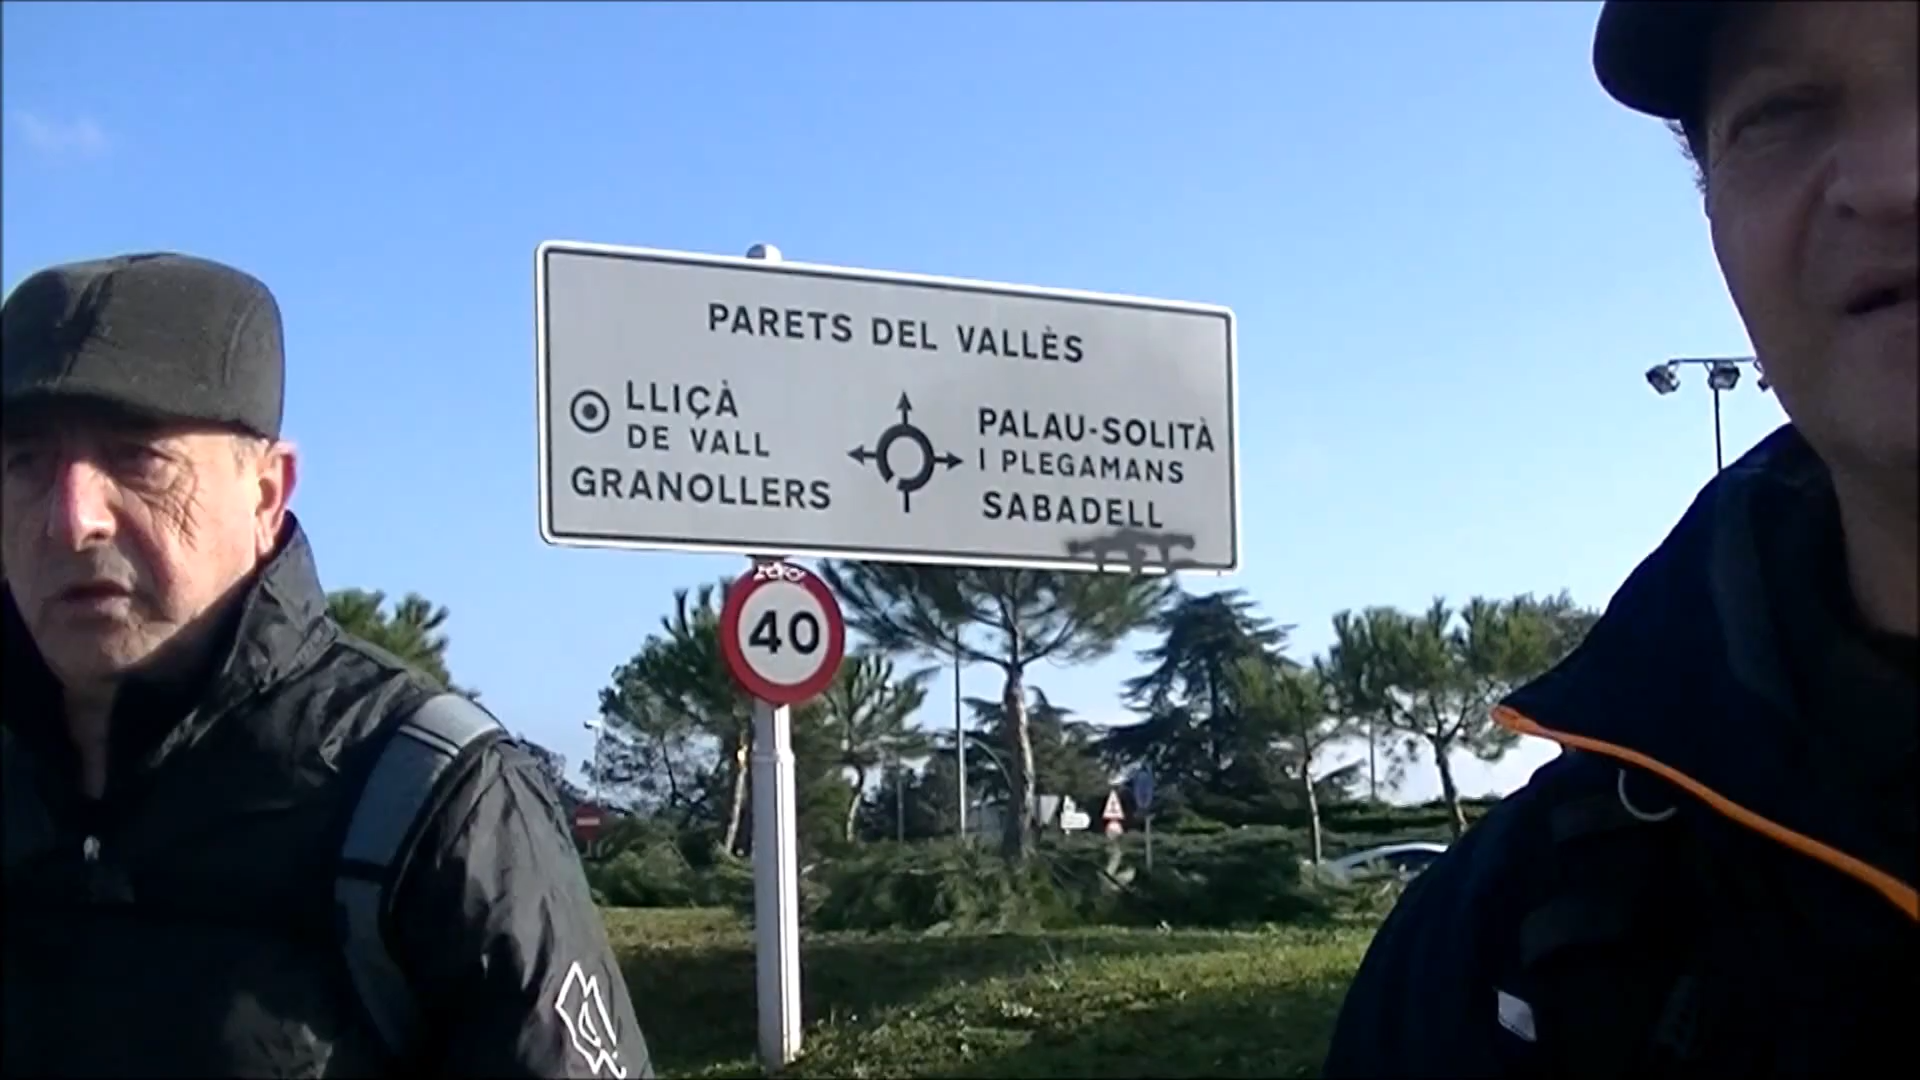 PARETS DEL VALLÈS
LLIÇÀ
DE VALL
GRANOLLERS
PALAU-SOLITÀ
I PLEGAMANS
SABADELL
40